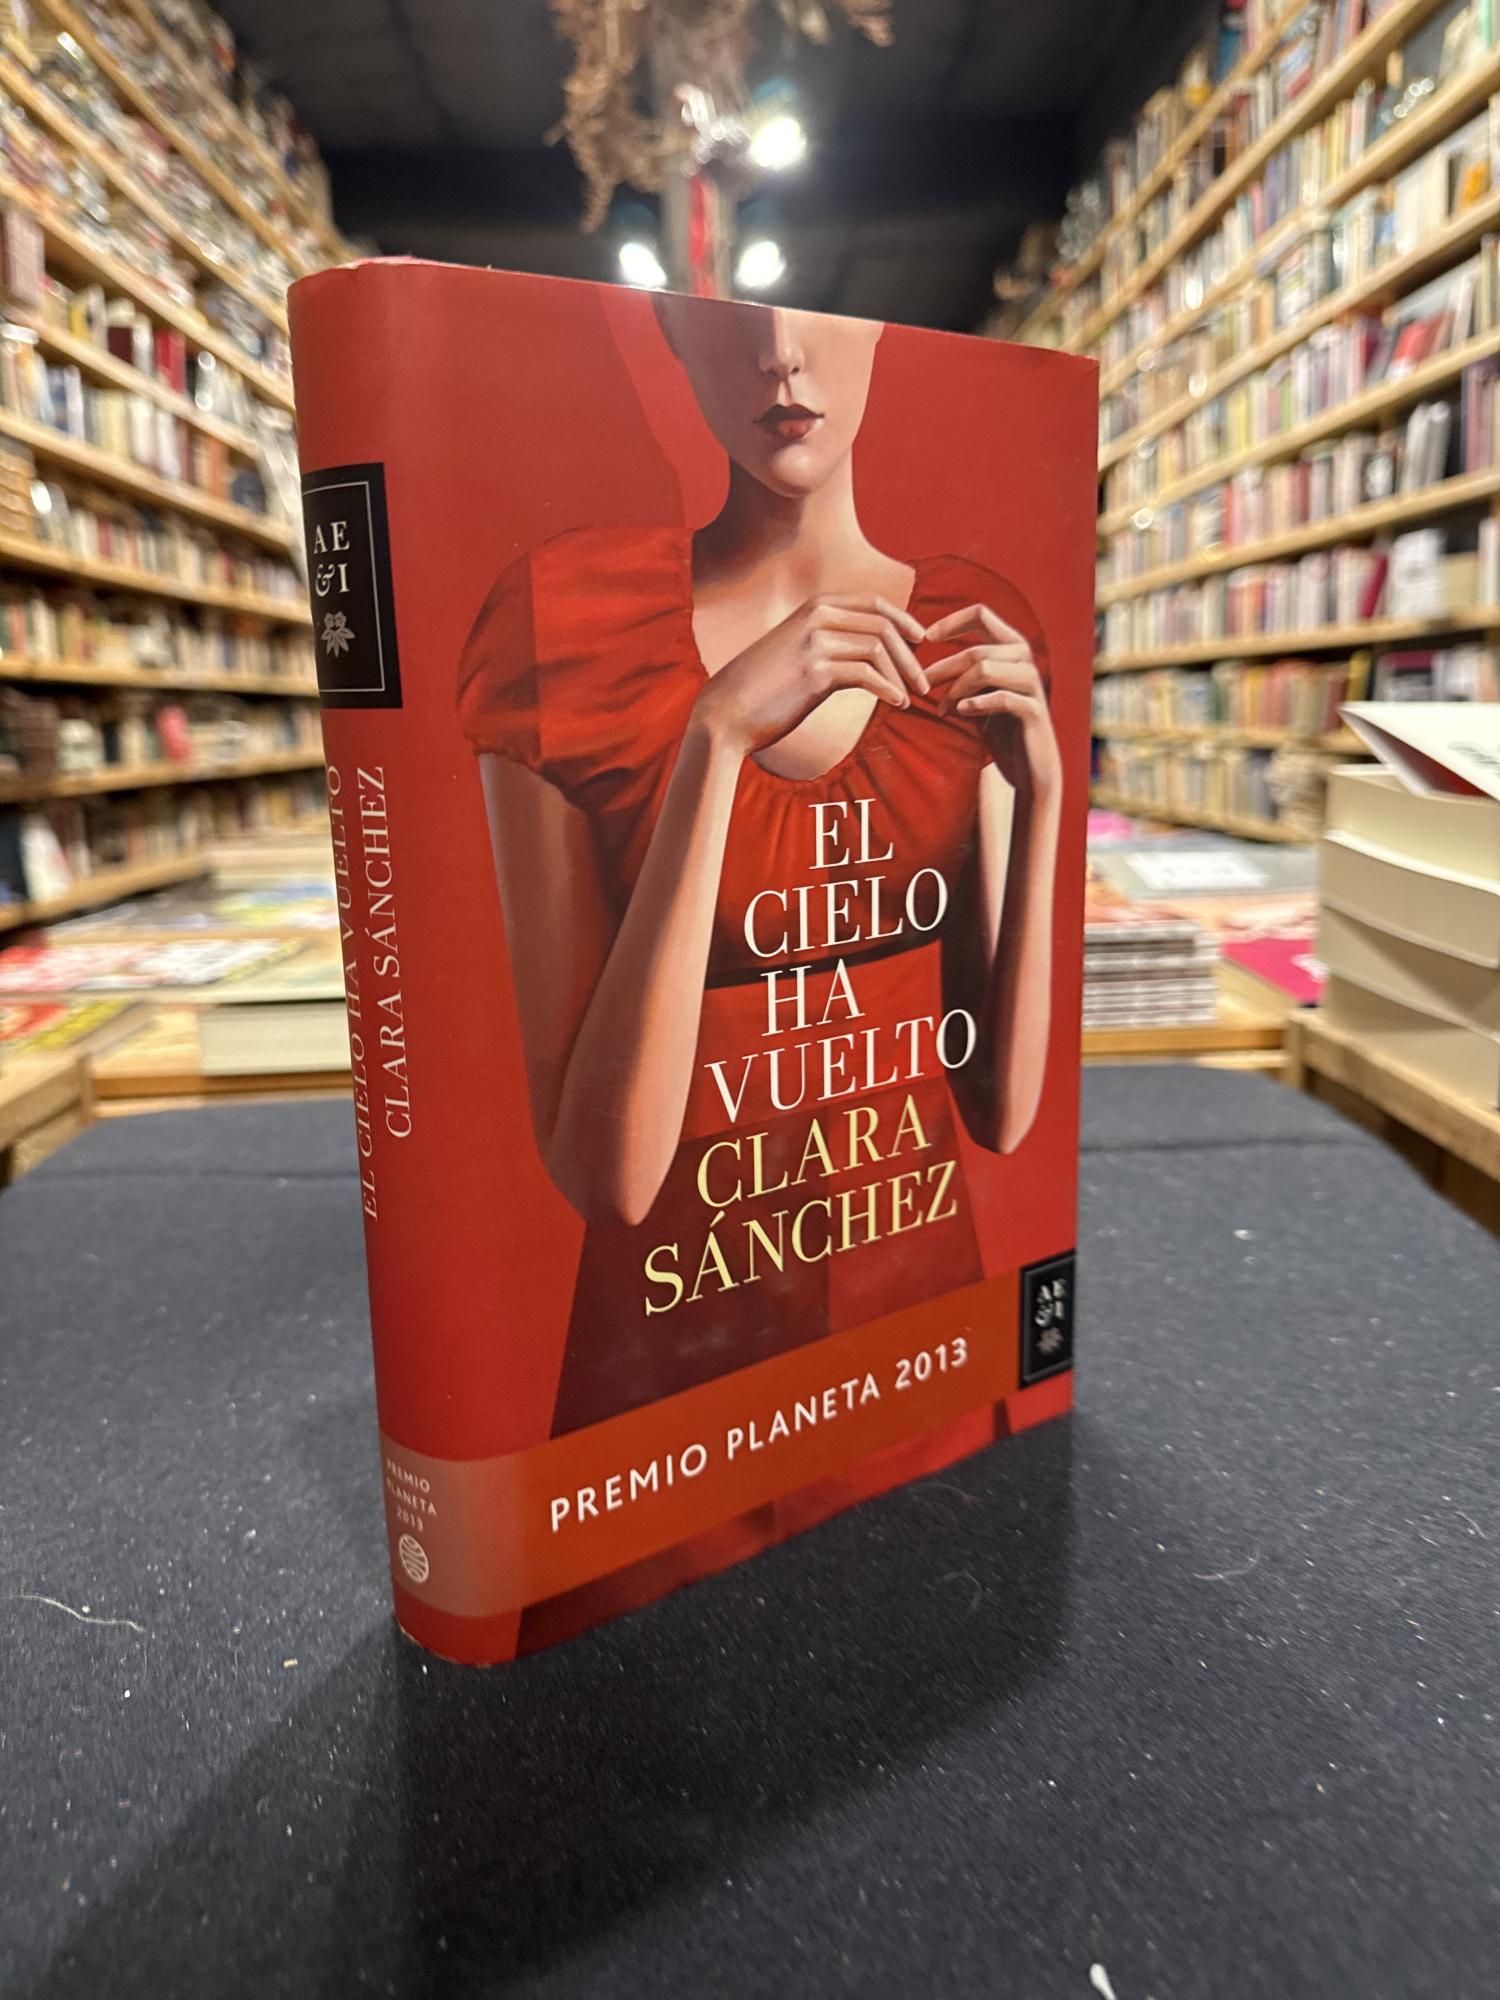 AE
&I
EL CIELO HA VUELTO
CLARA SÁNCHEZ
PREMIO
PLANETA
2013
EL
CIELO
HA
VUELTO
CLARA
SÁNCHEZ
AE
&I
PREMIO PLANETA 2013